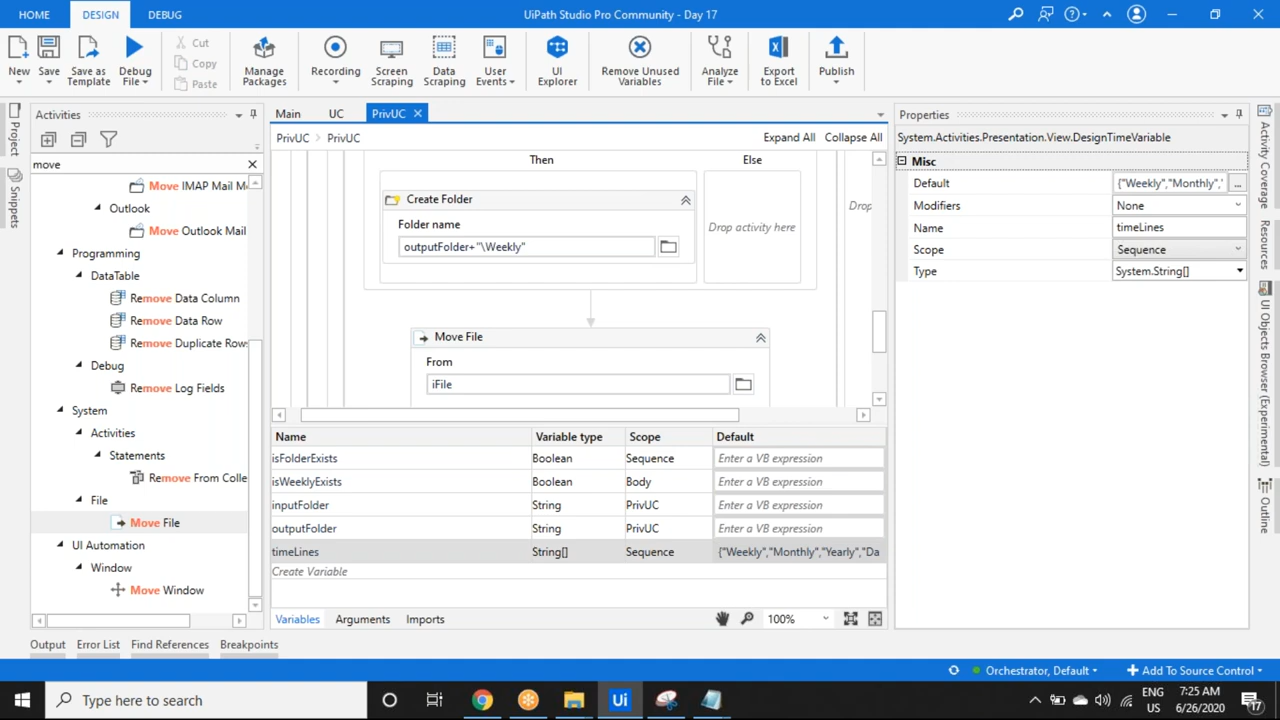 HOME DESIGN DEBUG UiPath Studio Pro Community - Day 17
New Save Save as Template Debug File Cut Copy Paste Manage Packages Recording Screen Scraping Data Scraping User Events UI Explorer Remove Unused Variables Analyze File Export to Excel Publish
Project
Snippets
Activities
move
Move IMAP Mail M
Outlook
Move Outlook Mail
Programming
DataTable
Remove Data Column
Remove Data Row
Remove Duplicate Rows
Debug
Remove Log Fields
System
Activities
Statements
Remove From Colle
File
Move File
UI Automation
Window
Move Window
Main UC PrivUC
PrivUC > PrivUC Expand All Collapse All
Then Else
Create Folder
Folder name
outputFolder+"\Weekly"
Drop activity here
Drop
Move File
From
iFile
Name Variable type Scope Default
isFolderExists Boolean Sequence Enter a VB expression
isWeeklyExists Boolean Body Enter a VB expression
inputFolder String PrivUC Enter a VB expression
outputFolder String PrivUC Enter a VB expression
timeLines String[] Sequence {"Weekly","Monthly","Yearly","Da
Create Variable
Variables Arguments Imports 100%
Properties
System.Activities.Presentation.View.DesignTimeVariable
Misc
Default {"Weekly","Monthly"," ...
Modifiers None
Name timeLines
Scope Sequence
Type System.String[]
Activity Coverage
Resources
UI Objects Browser (Experimental)
Outline
Output Error List Find References Breakpoints
Orchestrator, Default Add To Source Control
Type here to search
Ui
ENG
US
7:25 AM
6/26/2020
17